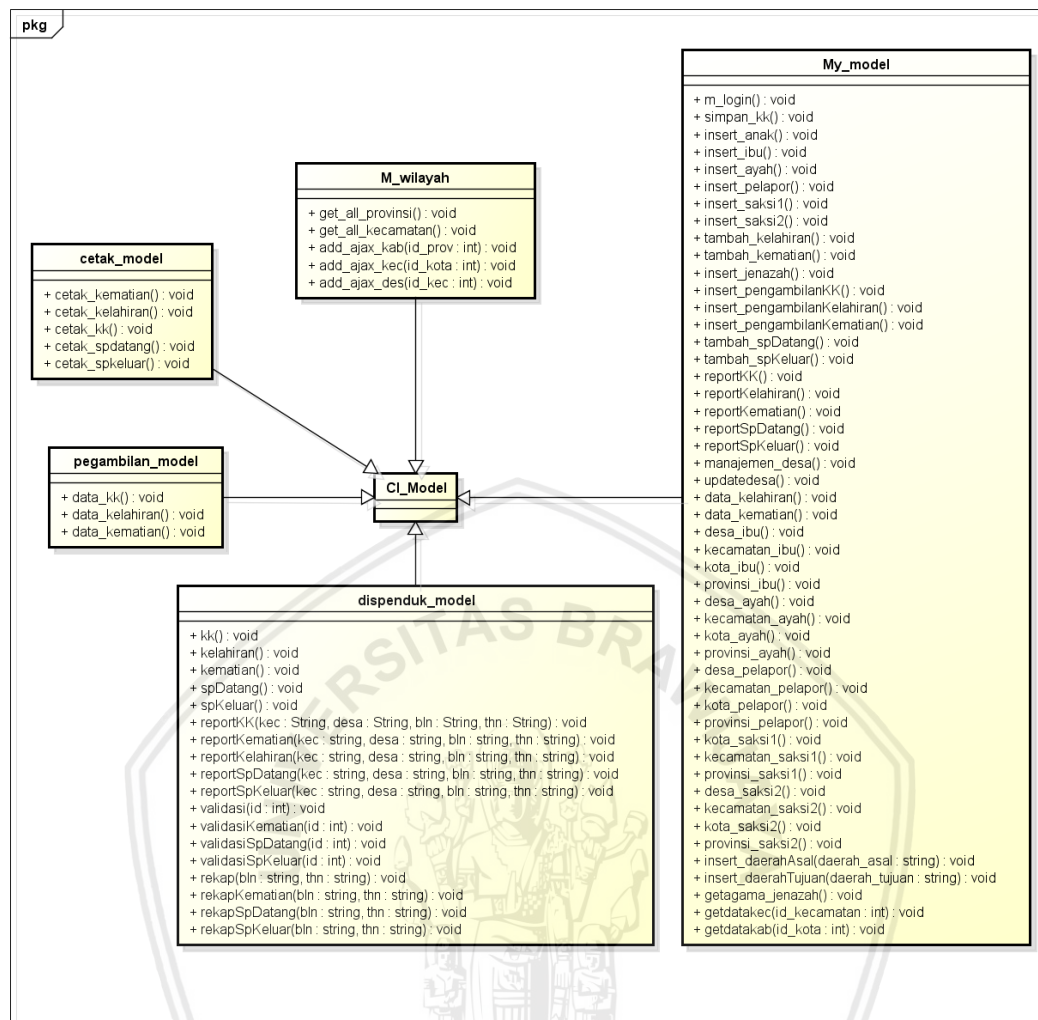 pkg
My_model
+ m_login() : void
+ simpan_kk() : void
+ insert_anak() : void
+ insert_ibu() : void
+ insert_ayah() : void
+ insert_pelapor() : void
+ insert_saksi1() : void
+ insert_saksi2() : void
+ tambah_kelahiran() : void
+ tambah_kematian() : void
+ insert_jenazah() : void
+ insert_pengambilanKK() : void
+ insert_pengambilanKelahiran() : void
+ insert_pengambilanKematian() : void
+ tambah_spDatang() : void
+ tambah_spKeluar() : void
+ reportKK() : void
+ reportKelahiran() : void
+ reportKematian() : void
+ reportSpDatang() : void
+ reportSpKeluar() : void
+ manajemen_desa() : void
+ updatedesa() : void
+ data_kelahiran() : void
+ data_kematian() : void
+ desa_ibu() : void
+ kecamatan_ibu() : void
+ kota_ibu() : void
+ provinsi_ibu() : void
+ desa_ayah() : void
+ kecamatan_ayah() : void
+ kota_ayah() : void
+ provinsi_ayah() : void
+ desa_pelapor() : void
+ kecamatan_pelapor() : void
+ kota_pelapor() : void
+ provinsi_pelapor() : void
+ kota_saksi1() : void
+ kecamatan_saksi1() : void
+ provinsi_saksi1() : void
+ desa_saksi2() : void
+ kecamatan_saksi2() : void
+ kota_saksi2() : void
+ provinsi_saksi2() : void
+ insert_daerahAsal(daerah_asal : string) : void
+ insert_daerahTujuan(daerah_tujuan : string) : void
+ getagama_jenazah() : void
+ getdatakec(id_kecamatan : int) : void
+ getdatakab(id_kota : int) : void
M_wilayah
+ get_all_provinsi() : void
+ get_all_kecamatan() : void
+ add_ajax_kab(id_prov : int) : void
+ add_ajax_kec(id_kota : int) : void
+ add_ajax_des(id_kec : int) : void
cetak_model
+ cetak_kematian() : void
+ cetak_kelahiran() : void
+ cetak_kk() : void
+ cetak_spdatang() : void
+ cetak_spkeluar() : void
pegambilan_model
+ data_kk() : void
+ data_kelahiran() : void
+ data_kematian() : void
CI_Model
dispenduk_model
+ kk() : void
+ kelahiran() : void
+ kematian() : void
+ spDatang() : void
+ spKeluar() : void
+ reportKK(kec : String, desa : String, bln : String, thn : String) : void
+ reportKematian(kec : string, desa : string, bln : string, thn : string) : void
+ reportKelahiran(kec : string, desa : string, bln : string, thn : string) : void
+ reportSpDatang(kec : string, desa : string, bln : string, thn : string) : void
+ reportSpKeluar(kec : string, desa : string, bln : string, thn : string) : void
+ validasi(id : int) : void
+ validasiKematian(id : int) : void
+ validasiSpDatang(id : int) : void
+ validasiSpKeluar(id : int) : void
+ rekap(bln : string, thn : string) : void
+ rekapKematian(bln : string, thn : string) : void
+ rekapSpDatang(bln : string, thn : string) : void
+ rekapSpKeluar(bln : string, thn : string) : void